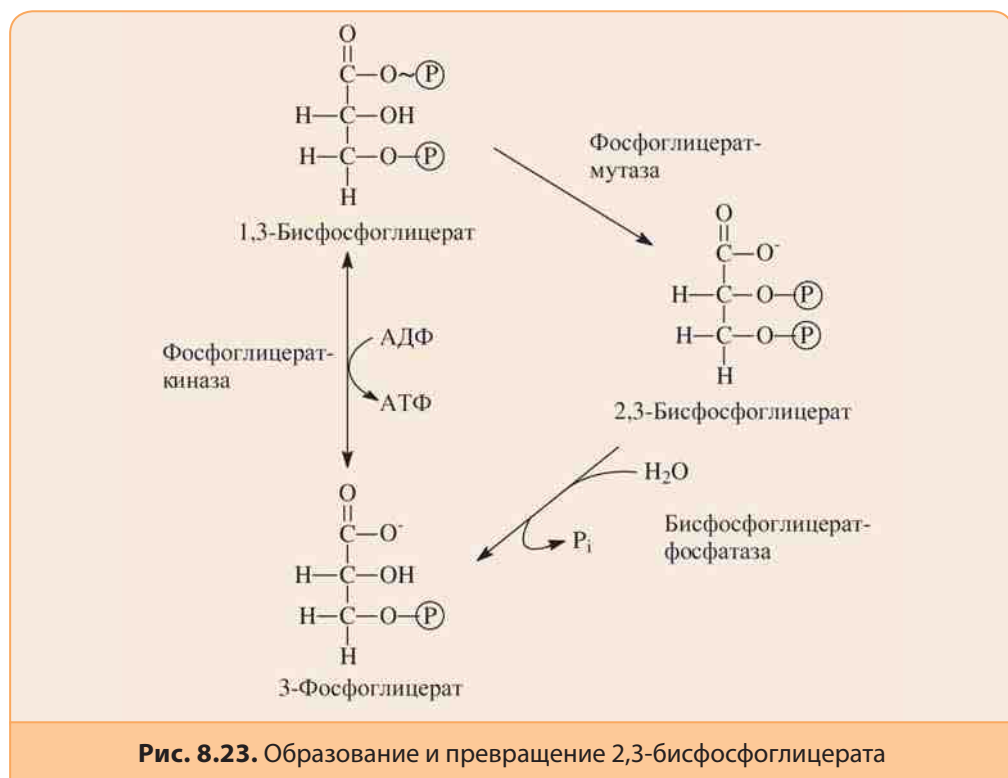 O
C—O~P
H—C—OH
H—C—O—P
H
1,3-Бисфосфоглицерат
Фосфоглицерат-
мутаза
O
C—O-
H—C—O—P
H—C—O—P
H
2,3-Бисфосфоглицерат
Фосфоглицерат-
киназа
АДФ
АТФ
H₂O
Pi
Бисфосфоглицерат-
фосфатаза
O
C—O-
H—C—OH
H—C—O—P
H
3-Фосфоглицерат
Рис. 8.23. Образование и превращение 2,3-бисфосфоглицерата